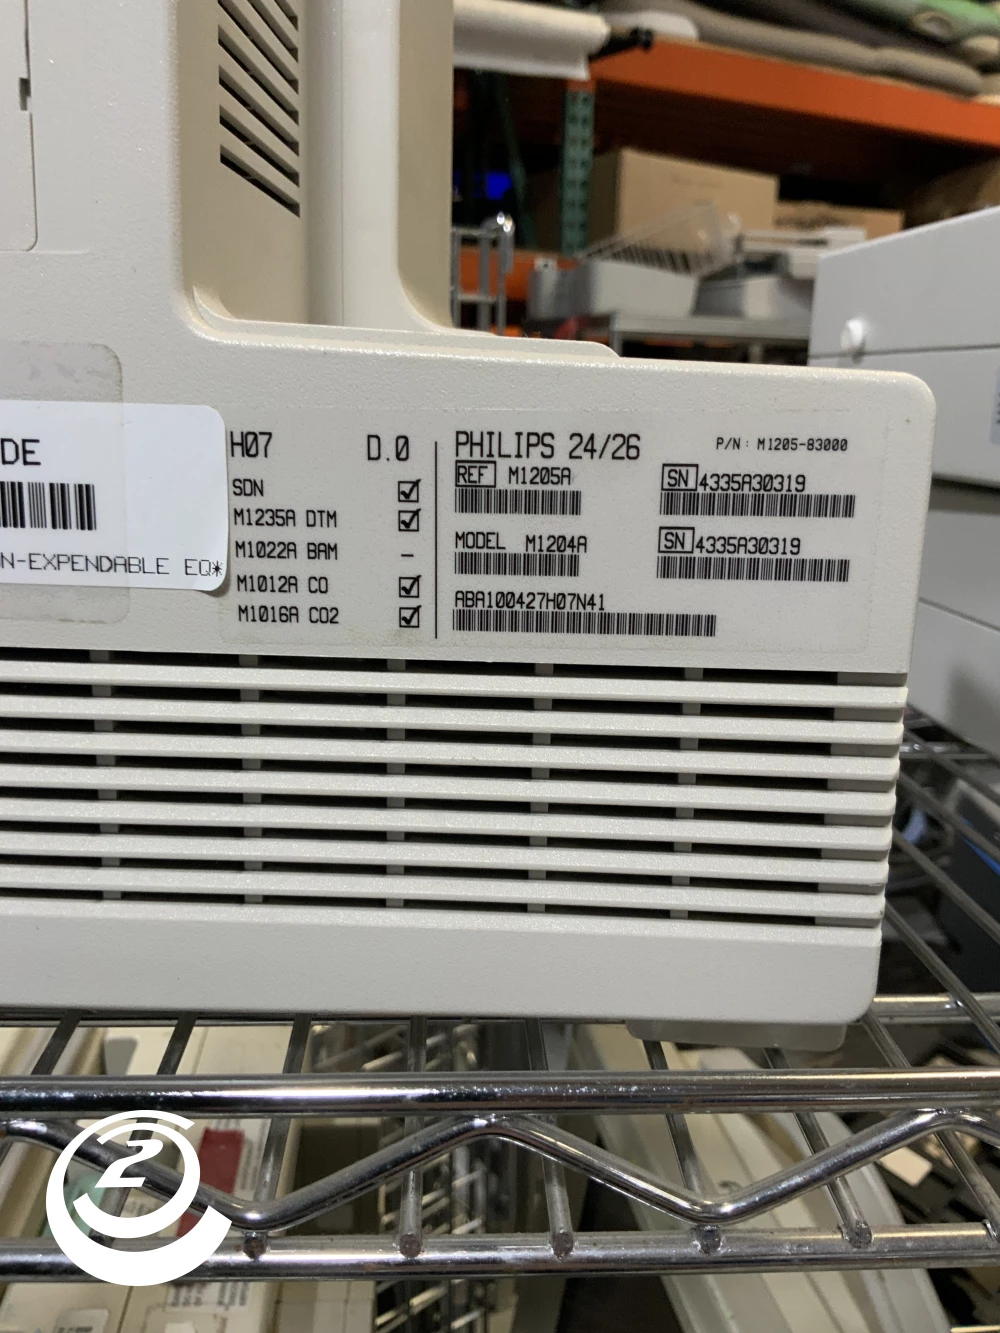 DE
N-EXPENDABLE EQ*
H07 D.0
SDN ☑
M1235A DTM ☑
M1022A BAM –
M1012A CO ☑
M1016A CO2 ☑
PHILIPS 24/26 P/N: M1205-83000
REF M1205A SN 4335A30319
MODEL M1204A SN 4335A30319
ABA100427H07N41
2